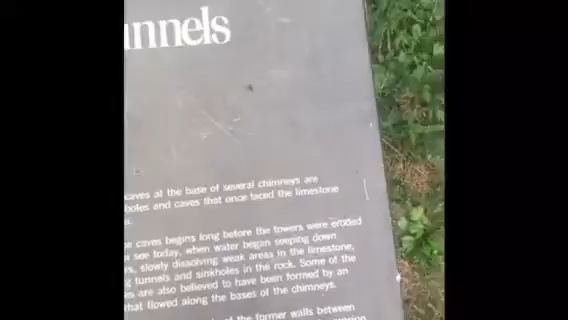 unnels
caves at the base of several chimneys are
holes and caves that once laced the limestone
caves begins long before the towers were eroded
see today, when water began seeping down
slowly dissolving weak areas in the limestone,
tunnels and sinkholes in the rock. Some of the
are also believed to have been formed by an
that flowed along the bases of the chimneys.
of the former walls between